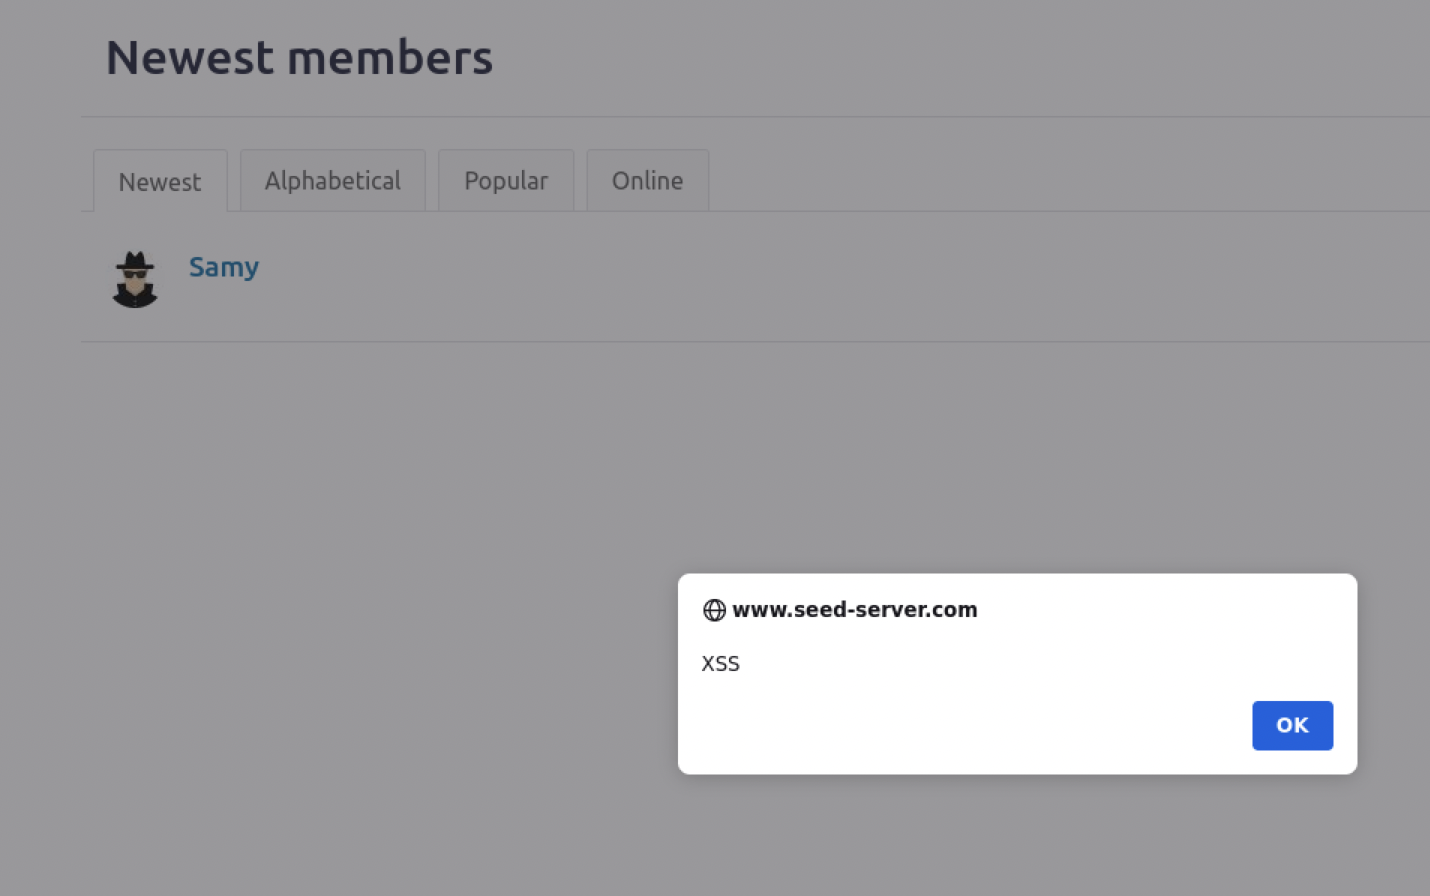 Newest members
Newest Alphabetical Popular Online
Samy
www.seed-server.com
XSS
OK